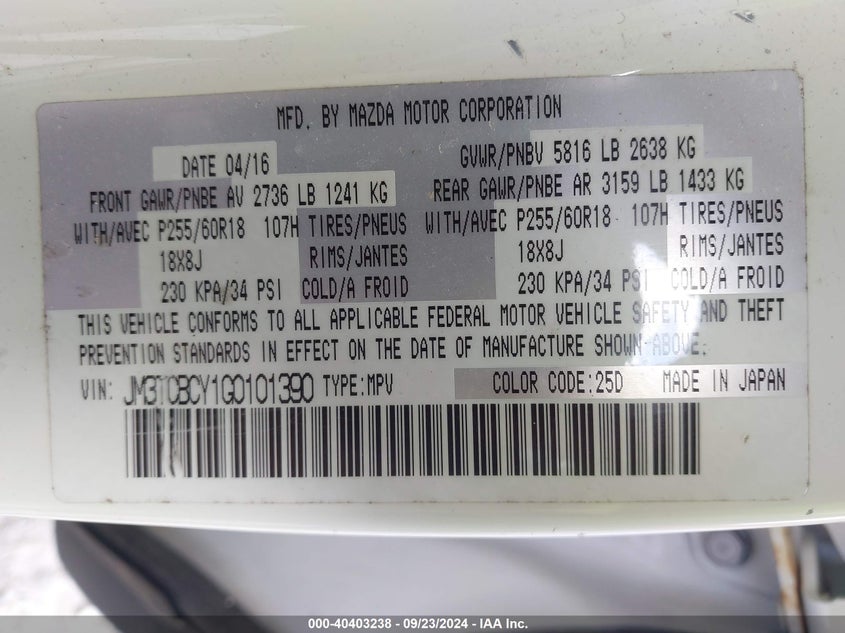 MFD. BY MAZDA MOTOR CORPORATION
DATE 04/16 GVWR/PNBV 5816 LB 2638 KG
FRONT GAWR/PNBE AV 2736 LB 1241 KG REAR GAWR/PNBE AR 3159 LB 1433 KG
WITH/AVEC P255/60R18 107H TIRES/PNEUS WITH/AVEC P255/60R18 107H TIRES/PNEUS
18X8J RIMS/JANTES 18X8J RIMS/JANTES
230 KPA/34 PSI COLD/A FROID 230 KPA/34 PSI COLD/A FROID
THIS VEHICLE CONFORMS TO ALL APPLICABLE FEDERAL MOTOR VEHICLE SAFETY AND THEFT
PREVENTION STANDARDS IN EFFECT ON THE DATE OF MANUFACTURE SHOWN ABOVE.
VIN: JM3TCBCY1G0101390 TYPE:MPV COLOR CODE:25D MADE IN JAPAN
000-40403238 - 09/23/2024 - IAA Inc.